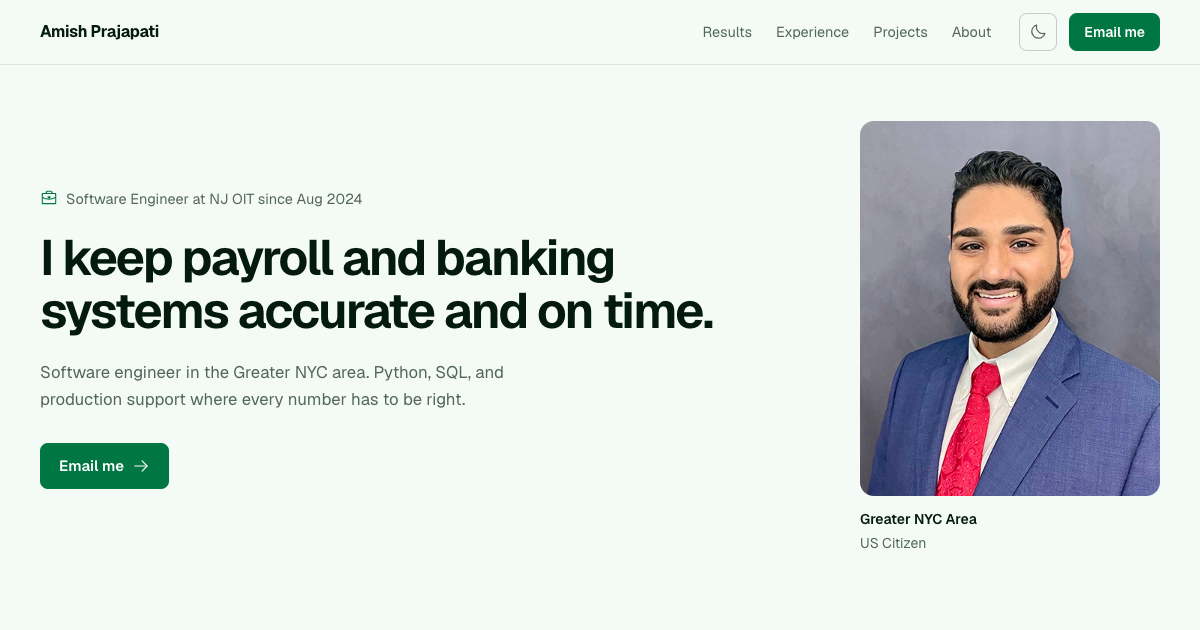 Amish Prajapati
Results
Experience
Projects
About
Email me
Software Engineer at NJ OIT since Aug 2024
I keep payroll and banking
systems accurate and on time.
Software engineer in the Greater NYC area. Python, SQL, and
production support where every number has to be right.
Email me
Greater NYC Area
US Citizen